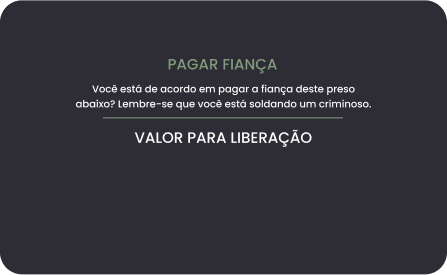 PAGAR FIANÇA
Você está de acordo em pagar a fiança deste preso
abaixo? Lembre-se que você está soldando um criminoso.
VALOR PARA LIBERAÇÃO